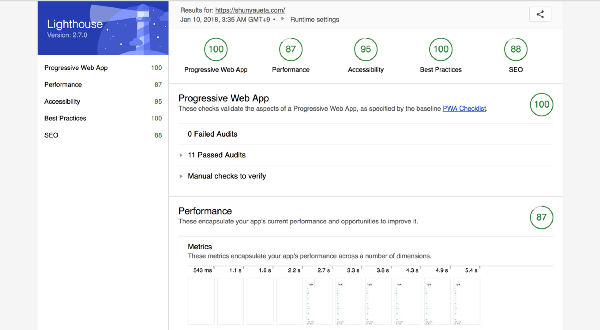 Lighthouse
Version: 2.7.0
Results for: https://shunyaueta.com/
Jan 10, 2018, 3:35 AM GMT+9 • ▸ Runtime settings
Progressive Web App 100
Performance 87
Accessibility 95
Best Practices 100
SEO 88
100 87 95 100 88
Progressive Web App Performance Accessibility Best Practices SEO
Progressive Web App
These checks validate the aspects of a Progressive Web App, as specified by the baseline PWA Checklist.
100
0 Failed Audits
11 Passed Audits
Manual checks to verify
Performance
These encapsulate your app's current performance and opportunities to improve it.
87
Metrics
These metrics encapsulate your app's performance across a number of dimensions.
543 ms 1.1 s 1.6 s 2.2 s 2.7 s 3.3 s 3.8 s 4.3 s 4.9 s 5.4 s